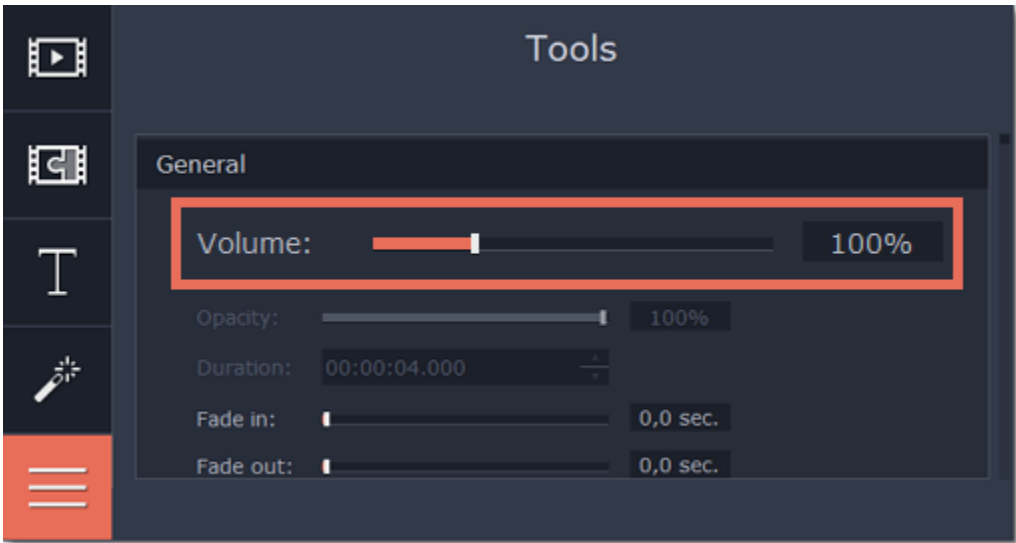 Tools
General
Volume: 100%
Opacity: 100%
Duration: 00:00:04.000
Fade in: 0,0 sec.
Fade out: 0,0 sec.
T